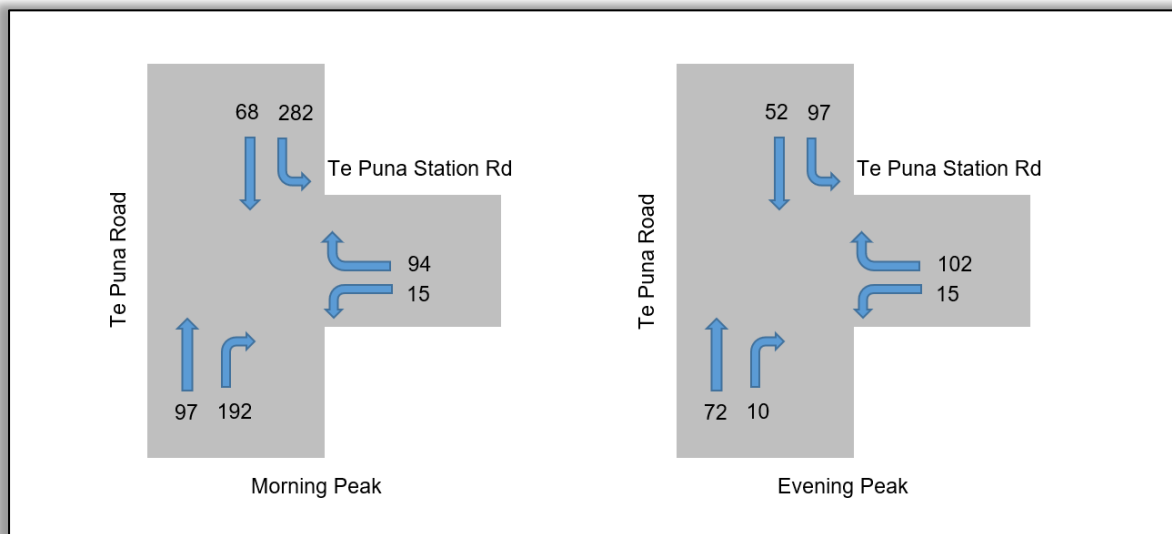 68 282
Te Puna Station Rd
Te Puna Road
94
15
97 192
Morning Peak
52 97
Te Puna Station Rd
Te Puna Road
102
15
72 10
Evening Peak